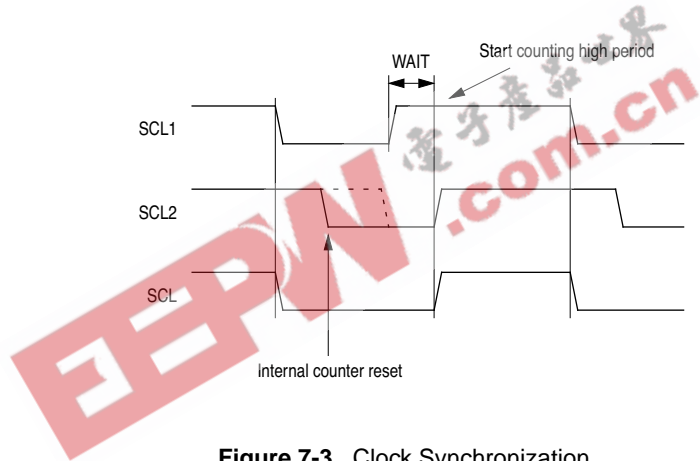 Start counting high period
WAIT
SCL1
SCL2
SCL
Internal counter reset
Figure 7-3 Clock Synchronization
EEPW.com.cn
电子产品世界